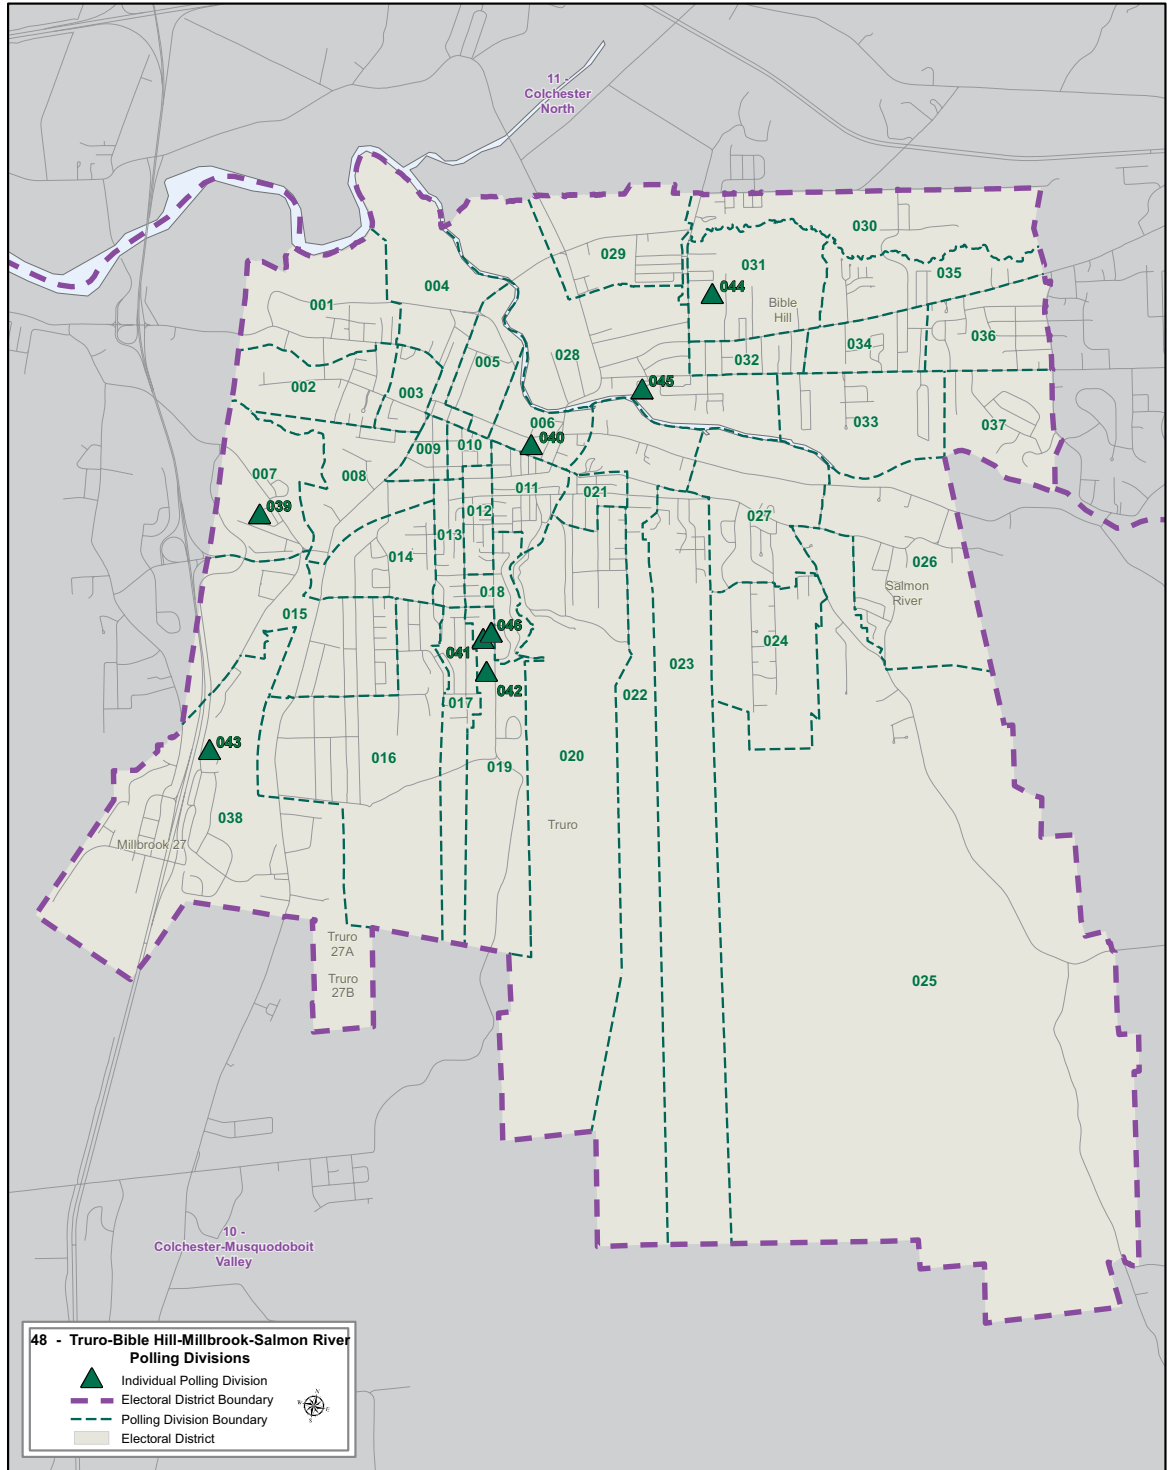 11 -
Colchester
North
030
029
031
035
004
044
001
Bible
Hill
036
034
028
032
005
045
002
003
033
006
037
040
009
010
007
008
011
021
039
012
027
013
014
026
018
Salmon
River
015
046
024
041
023
042
022
017
043
016
020
019
038
Truro
Millbrook 27
Truro
27A
Truro
27B
025
10 -
Colchester-Musquodoboit
Valley
48 - Truro-Bible Hill-Millbrook-Salmon River
Polling Divisions
Individual Polling Division
Electoral District Boundary
Polling Division Boundary
Electoral District
N
W
E
S